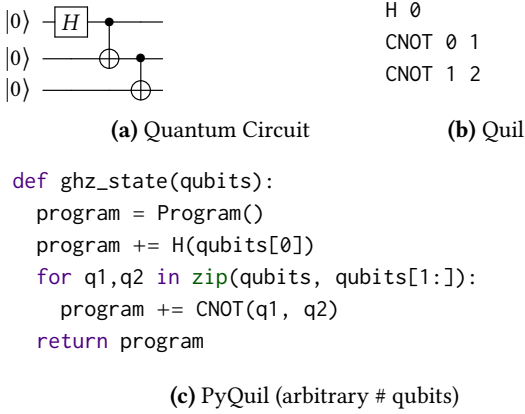 |0⟩ H
|0⟩
|0⟩
(a) Quantum Circuit
H 0
CNOT 0 1
CNOT 1 2
(b) Quil
def ghz_state(qubits):
  program = Program()
  program += H(qubits[0])
  for q1,q2 in zip(qubits, qubits[1:]):
    program += CNOT(q1, q2)
  return program
(c) PyQuil (arbitrary # qubits)